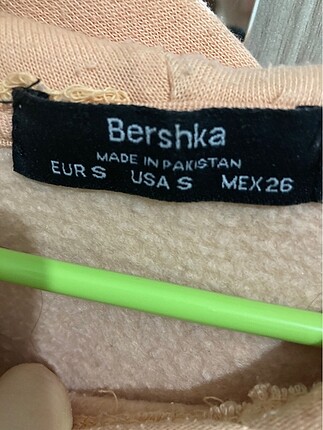 Bershka
MADE IN PAKISTAN
EUR S USA S MEX 26